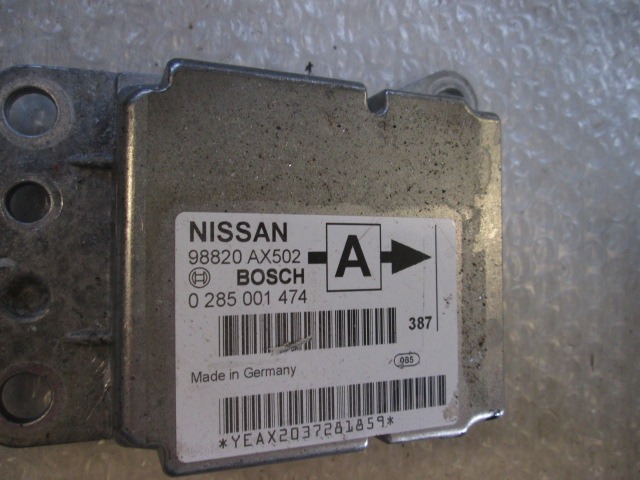 NISSAN
98820 AX502
A
BOSCH
0 285 001 474
387
085
Made in Germany
*YEAX2037281859*